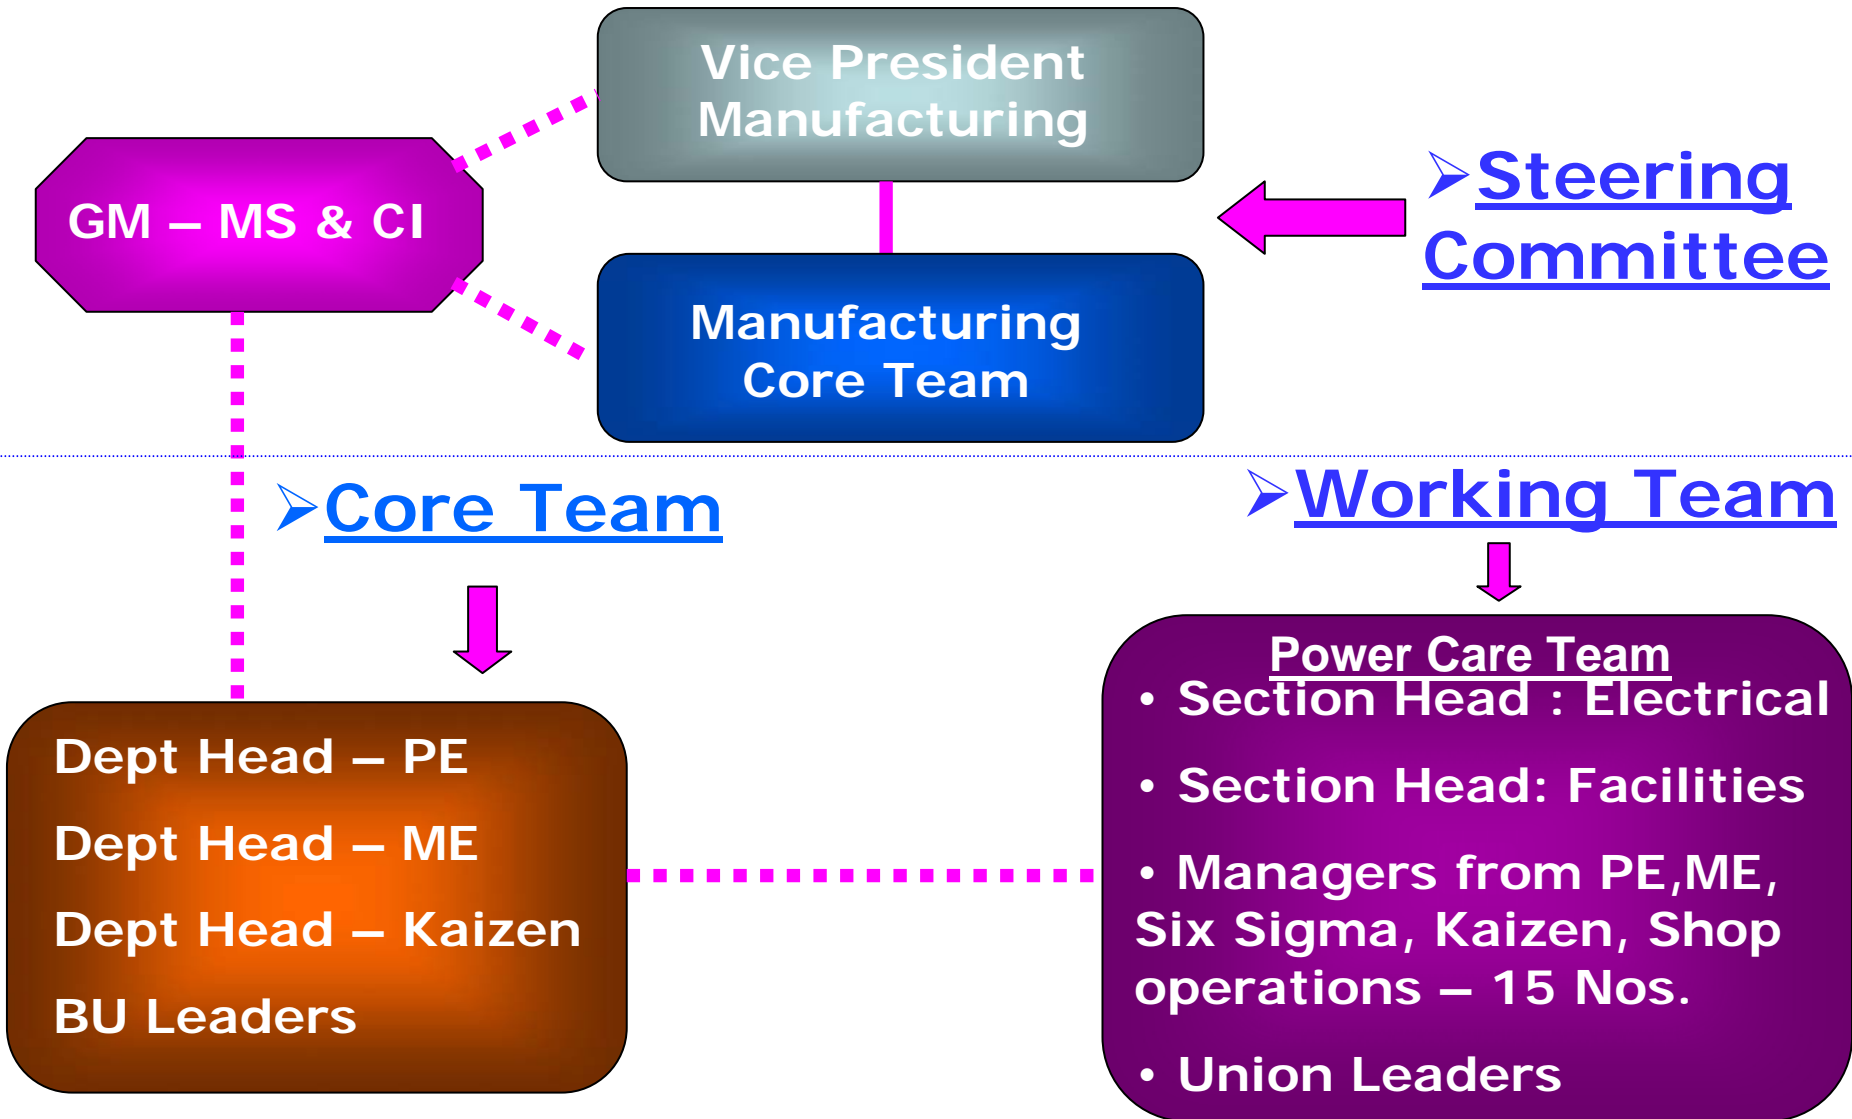 Vice President
Manufacturing
GM – MS & CI
➢Steering
Committee
Manufacturing
Core Team
➢Core Team
➢Working Team
Dept Head – PE
Dept Head – ME
Dept Head – Kaizen
BU Leaders
Power Care Team
• Section Head : Electrical
• Section Head: Facilities
• Managers from PE,ME,
Six Sigma, Kaizen, Shop
operations – 15 Nos.
• Union Leaders